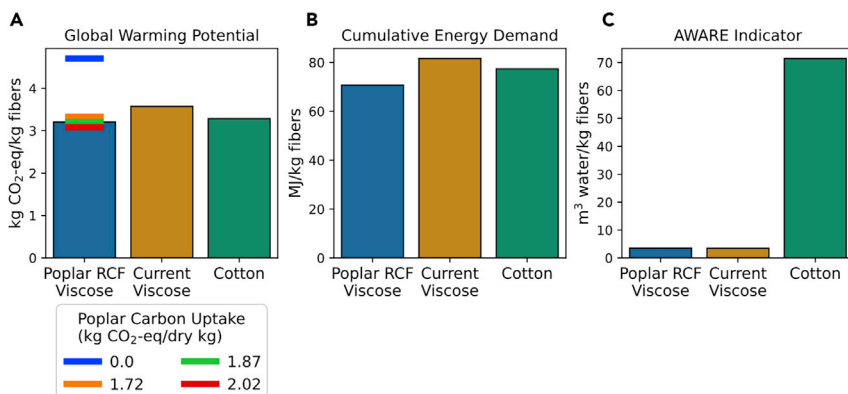 A
Global Warming Potential
kg CO₂-eq/kg fibers
4
3
2
1
0
Poplar RCF
Viscose
Current
Viscose
Cotton
Poplar Carbon Uptake
(kg CO₂-eq/dry kg)
0.0
1.87
1.72
2.02
B
Cumulative Energy Demand
MJ/kg fibers
80
60
40
20
0
Poplar RCF
Viscose
Current
Viscose
Cotton
C
AWARE Indicator
m³ water/kg fibers
70
60
50
40
30
20
10
0
Poplar RCF
Viscose
Current
Viscose
Cotton